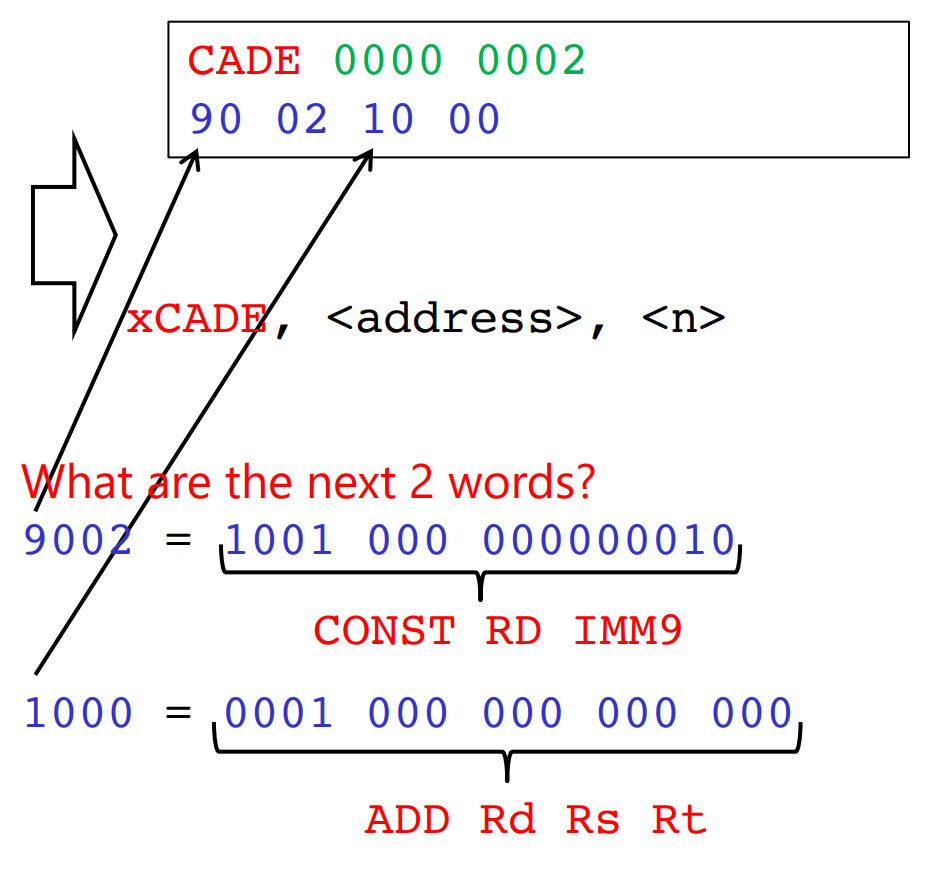 CADE 0000 0002
90 02 10 00
xCADE, <address>, <n>
What are the next 2 words?
9002 = 1001 000 000000010
CONST RD IMM9
1000 = 0001 000 000 000 000
ADD Rd Rs Rt